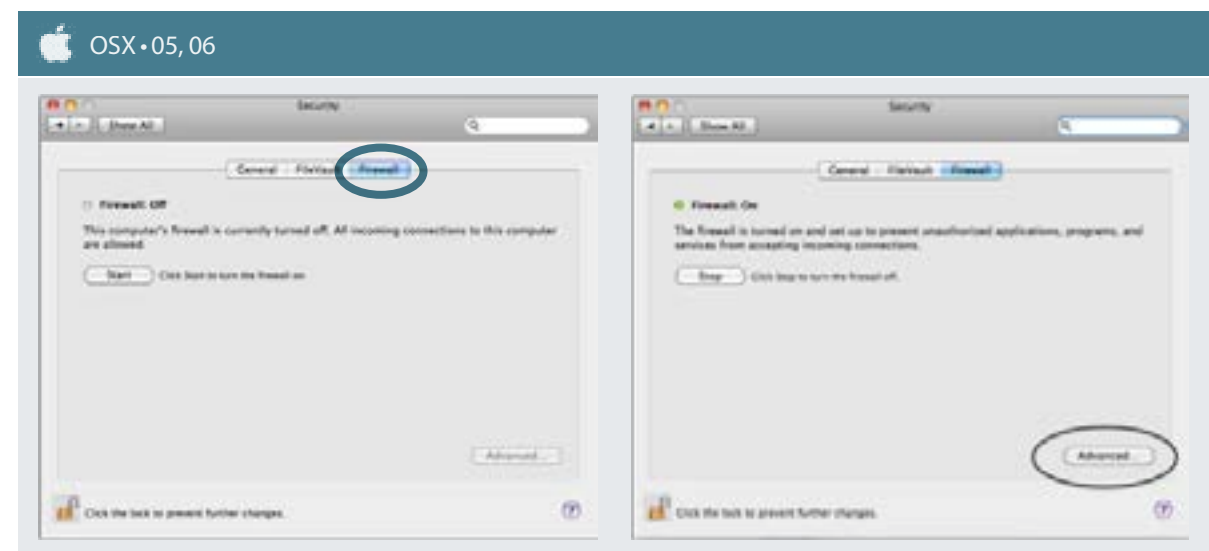 OSX • 05, 06
Security
Show All
General FileVault Firewall
Firewall: Off
This computer's firewall is currently turned off. All incoming connections to this computer
are allowed.
Start Click Start to turn the firewall on.
Advanced...
Click the lock to prevent further changes.
Security
Show All
General FileVault Firewall
Firewall: On
The firewall is turned on and set up to prevent unauthorized applications, programs, and
services from accepting incoming connections.
Stop Click Stop to turn the firewall off.
Advanced...
Click the lock to prevent further changes.